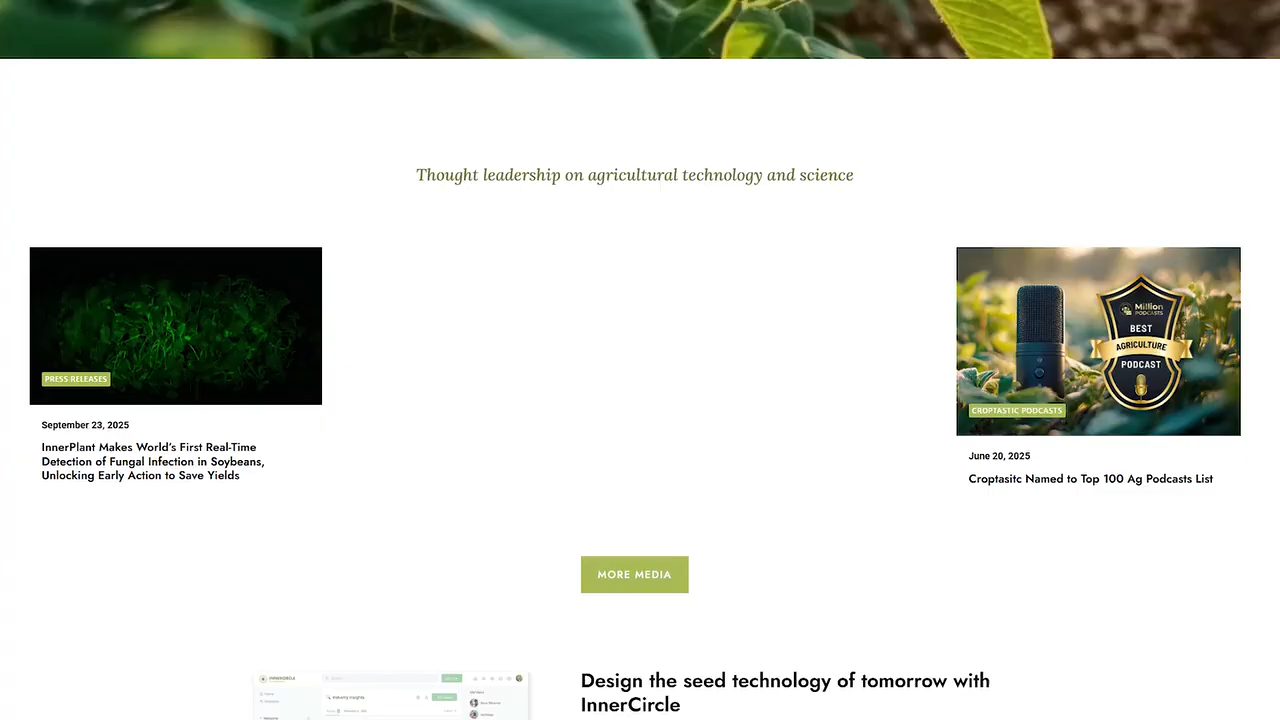 Thought leadership on agricultural technology and science
PRESS RELEASES
September 23, 2025
InnerPlant Makes World's First Real-Time
Detection of Fungal Infection in Soybeans,
Unlocking Early Action to Save Yields
Million
PODCASTS
BEST
AGRICULTURE
PODCAST
CROPTASTIC PODCASTS
June 20, 2025
Croptasitc Named to Top 100 Ag Podcasts List
MORE MEDIA
Industry Insights
Design the seed technology of tomorrow with
InnerCircle